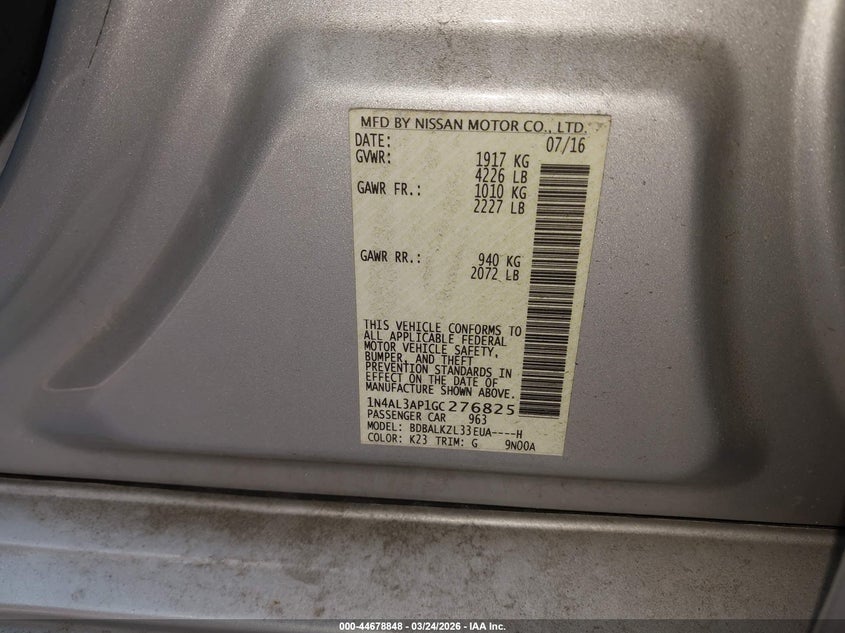 MFD BY NISSAN MOTOR CO., LTD.
DATE: 07/16
GVWR: 1917 KG
4226 LB
GAWR FR.: 1010 KG
2227 LB
GAWR RR.: 940 KG
2072 LB
THIS VEHICLE CONFORMS TO
ALL APPLICABLE FEDERAL
MOTOR VEHICLE SAFETY,
BUMPER, AND THEFT
PREVENTION STANDARDS IN
EFFECT ON THE DATE OF
MANUFACTURE SHOWN ABOVE.
1N4AL3AP1GC276825
PASSENGER CAR 963
MODEL: BDBALKZL33EUA----H
COLOR: K23 TRIM: G 9N00A
000-44678848 - 03/24/2026 - IAA Inc.